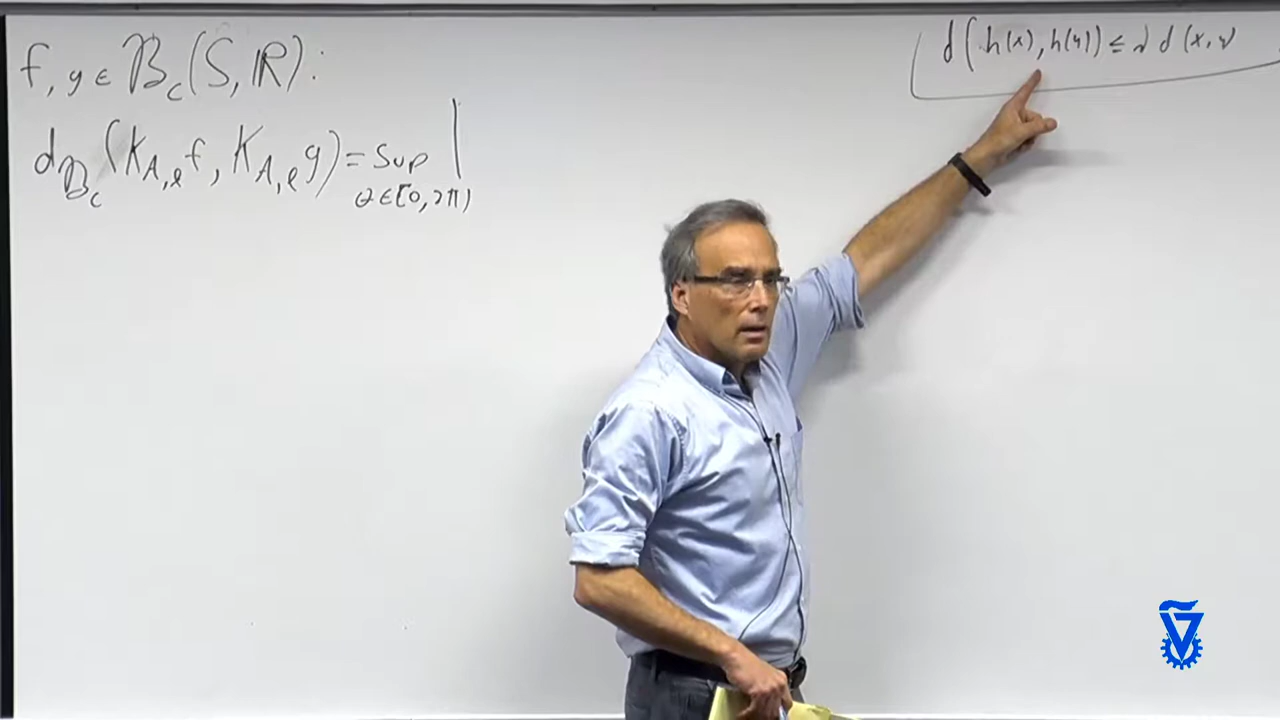 f, g ∈ B_c(S, ℝ):
d_{B_c}(K_{A,ℓ} f, K_{A,ℓ} g) = sup_{θ∈[0,2π)} |
d(h(x), h(y)) ≤ λ d(x, y)